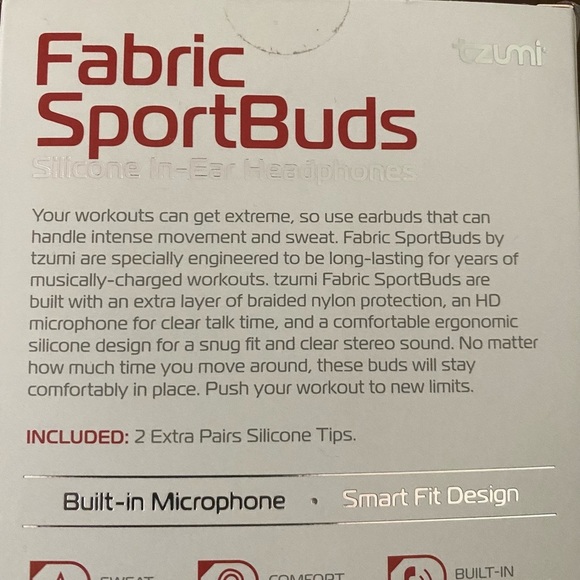 Fabric
tzumi
SportBuds
Silicone In-Ear Headphones
Your workouts can get extreme, so use earbuds that can
handle intense movement and sweat. Fabric SportBuds by
tzumi are specially engineered to be long-lasting for years of
musically-charged workouts. tzumi Fabric SportBuds are
built with an extra layer of braided nylon protection, an HD
microphone for clear talk time, and a comfortable ergonomic
silicone design for a snug fit and clear stereo sound. No matter
how much time you move around, these buds will stay
comfortably in place. Push your workout to new limits.
INCLUDED: 2 Extra Pairs Silicone Tips.
Built-in Microphone • Smart Fit Design
SWEAT
COMFORT
BUILT-IN